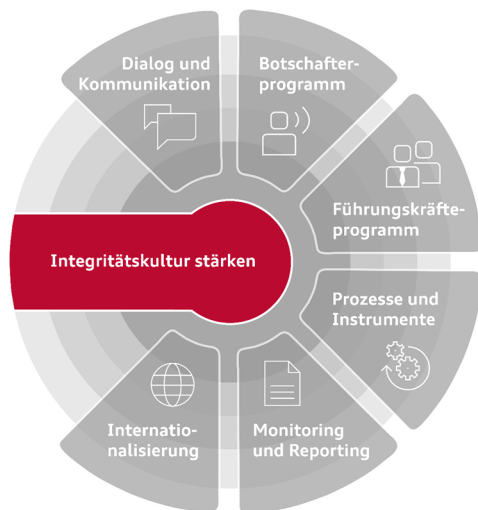 Dialog und
Kommunikation
Botschafter-
programm
Führungskräfte-
programm
Integritätskultur stärken
Prozesse und
Instrumente
Internatio-
nalisierung
Monitoring
und Reporting